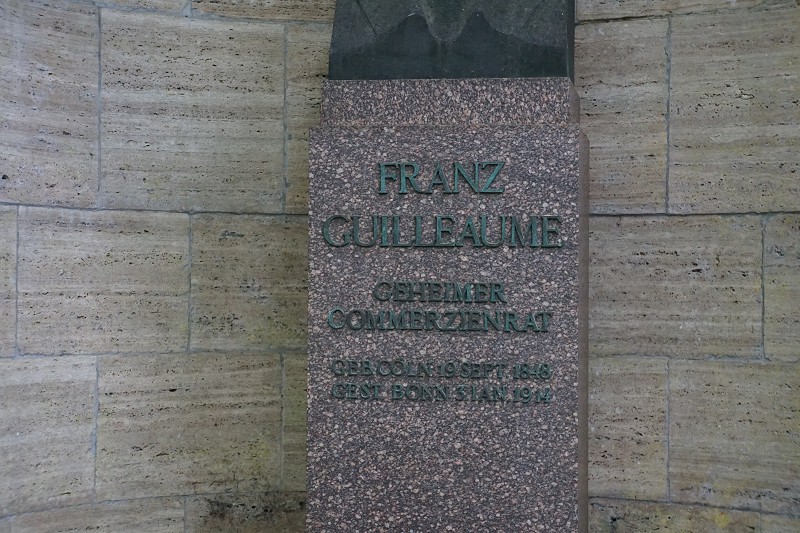 FRANZ
GUILLEAUME
GEHEIMER
COMMERZIENRAT
GEB. CÖLN. 19. SEPT. 1848
GEST. BONN 3. JAN. 1914